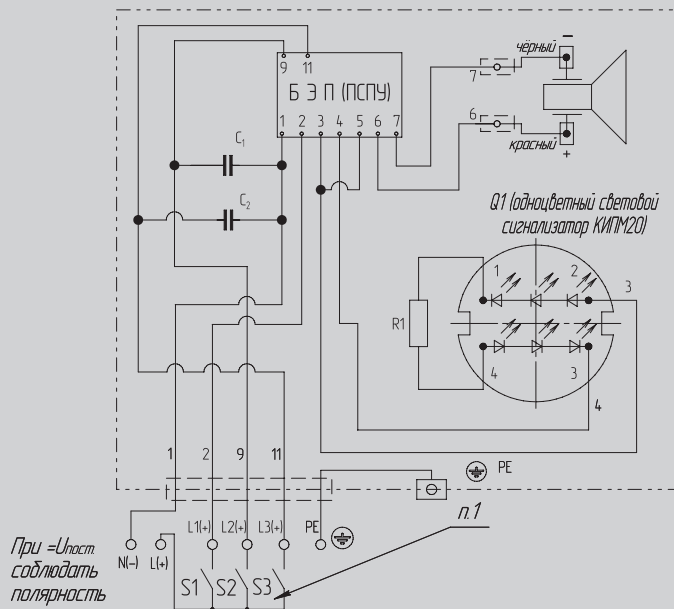 9 11
чёрный
−
7
Б Э П (ПСПУ)
1 2 3 4 5 6 7
6
красный
+
C1
C2
Q1 (одноцветный световой
сигнализатор КИПМ20)
1 2
3
R1
4 3
4
1 2 9 11
PE
п.1
L1(+) L2(+) L3(+) PE
N(-) L(+)
При =Uпост.
соблюдать
полярность
S1 S2 S3